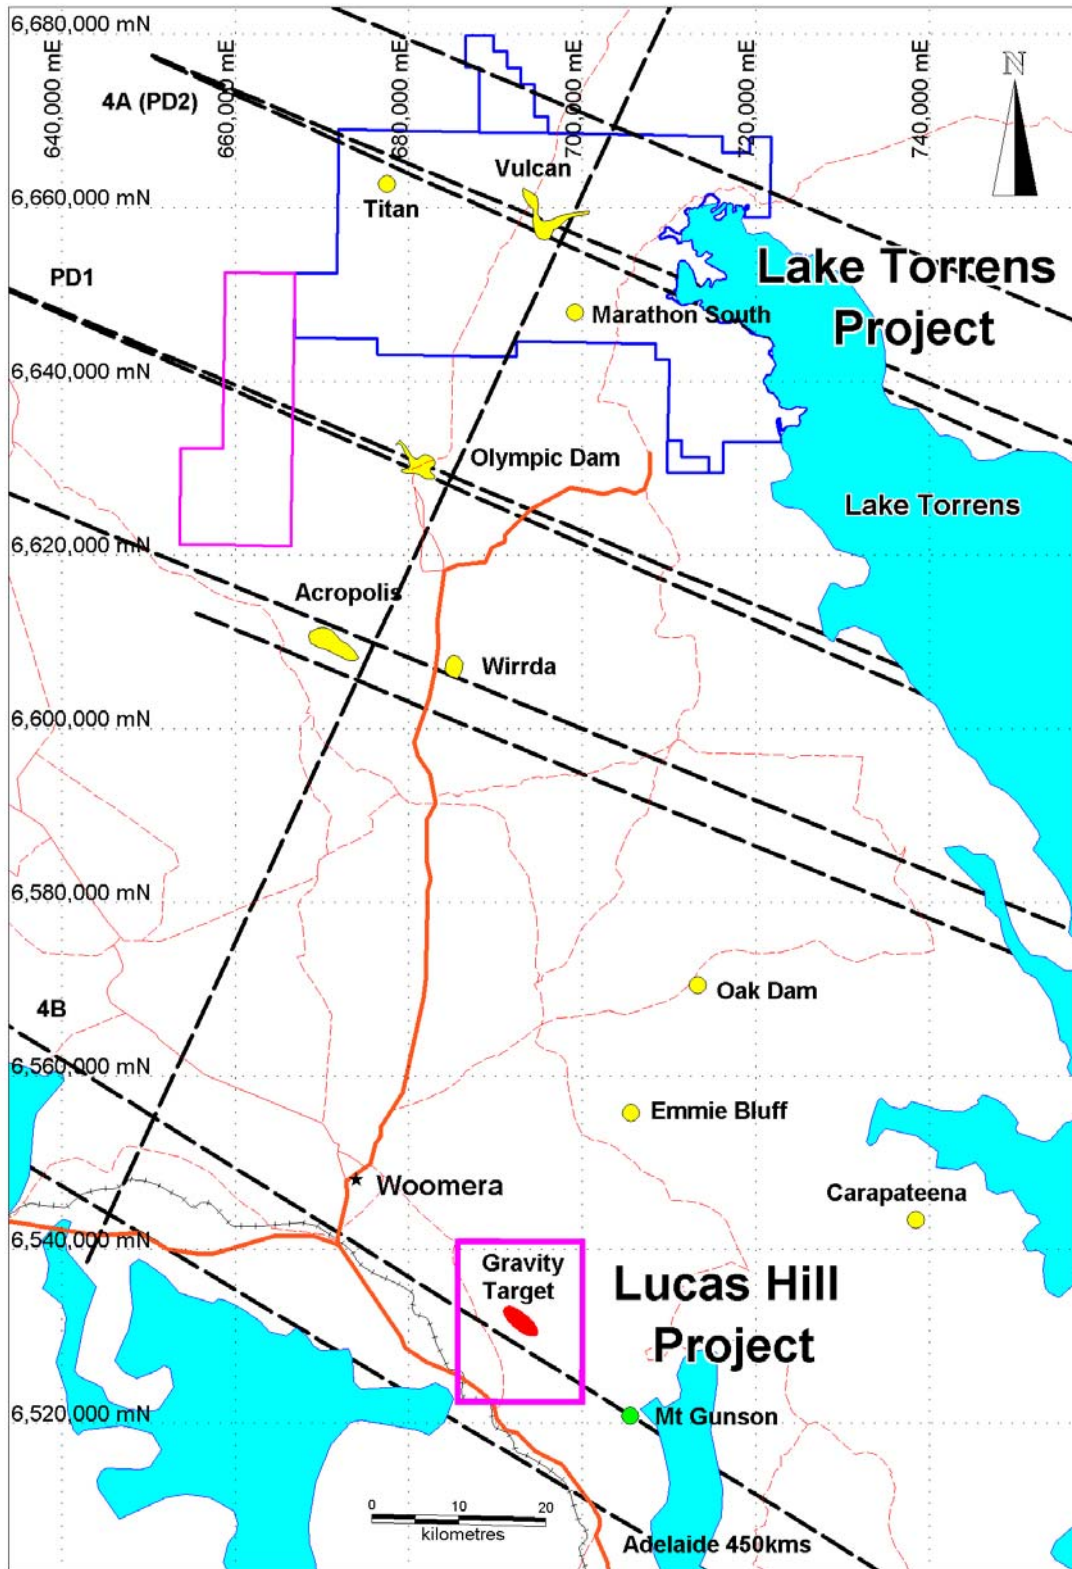 6,680,000 mN
640,000 mE
660,000 mE
680,000 mE
700,000 mE
720,000 mE
740,000 mE
N
4A (PD2)
Vulcan
6,660,000 mN
Titan
Lake Torrens
Project
PD1
Marathon South
6,640,000 mN
Olympic Dam
Lake Torrens
6,620,000 mN
Acropolis
Wirrda
6,600,000 mN
6,580,000 mN
Oak Dam
4B
6,560,000 mN
Emmie Bluff
Woomera
Carapateena
6,540,000 mN
Gravity
Target
Lucas Hill
Project
6,520,000 mN
Mt Gunson
0 10 20
kilometres
Adelaide 450kms